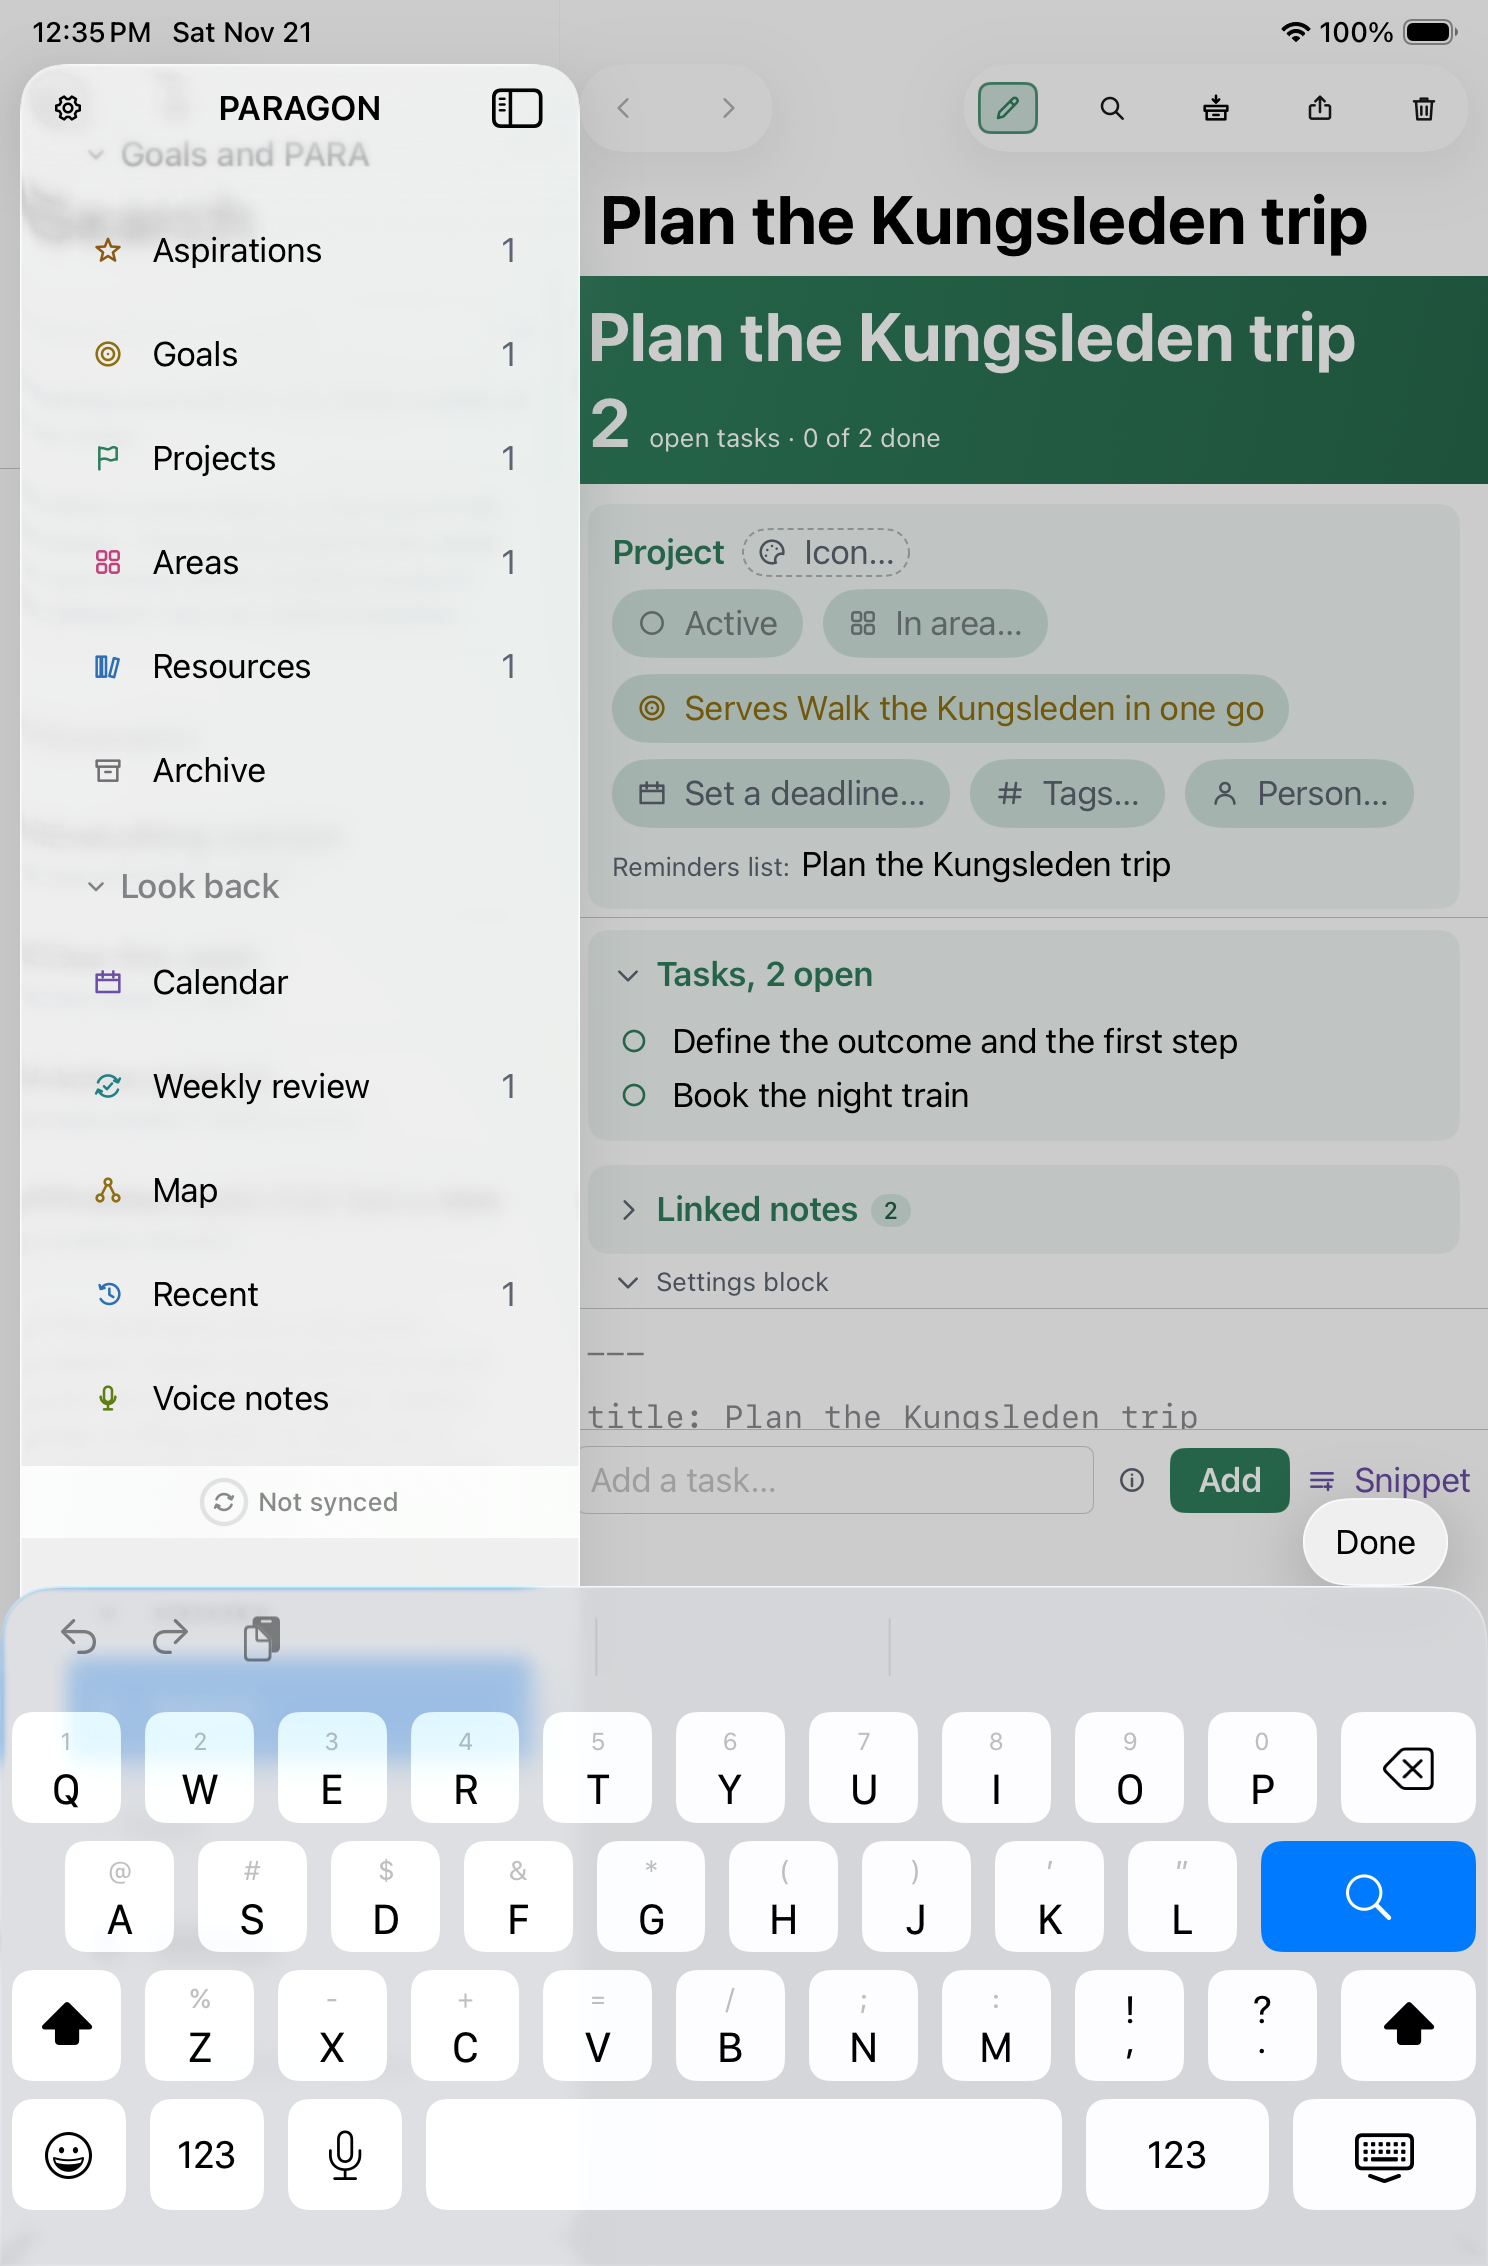 12:35 PM Sat Nov 21
100%
PARAGON
Goals and PARA
Search
Aspirations 1
Goals 1
Projects 1
Areas 1
Resources 1
Archive
Look back
Calendar
Weekly review 1
Map
Recent 1
Voice notes
Not synced
Plan the Kungsleden trip
Plan the Kungsleden trip
2 open tasks · 0 of 2 done
Project Icon...
Active In area...
Serves Walk the Kungsleden in one go
Set a deadline... Tags... Person...
Reminders list: Plan the Kungsleden trip
Tasks, 2 open
Define the outcome and the first step
Book the night train
Linked notes 2
Settings block
---
title: Plan the Kungsleden trip
Add a task... Add Snippet
Done
1 2 3 4 5 6 7 8 9 0
Q W E R T Y U I O P
@ # $ & * ( ) ' "
A S D F G H J K L
% - + = / ; : ! ?
Z X C V B N M , .
123 123